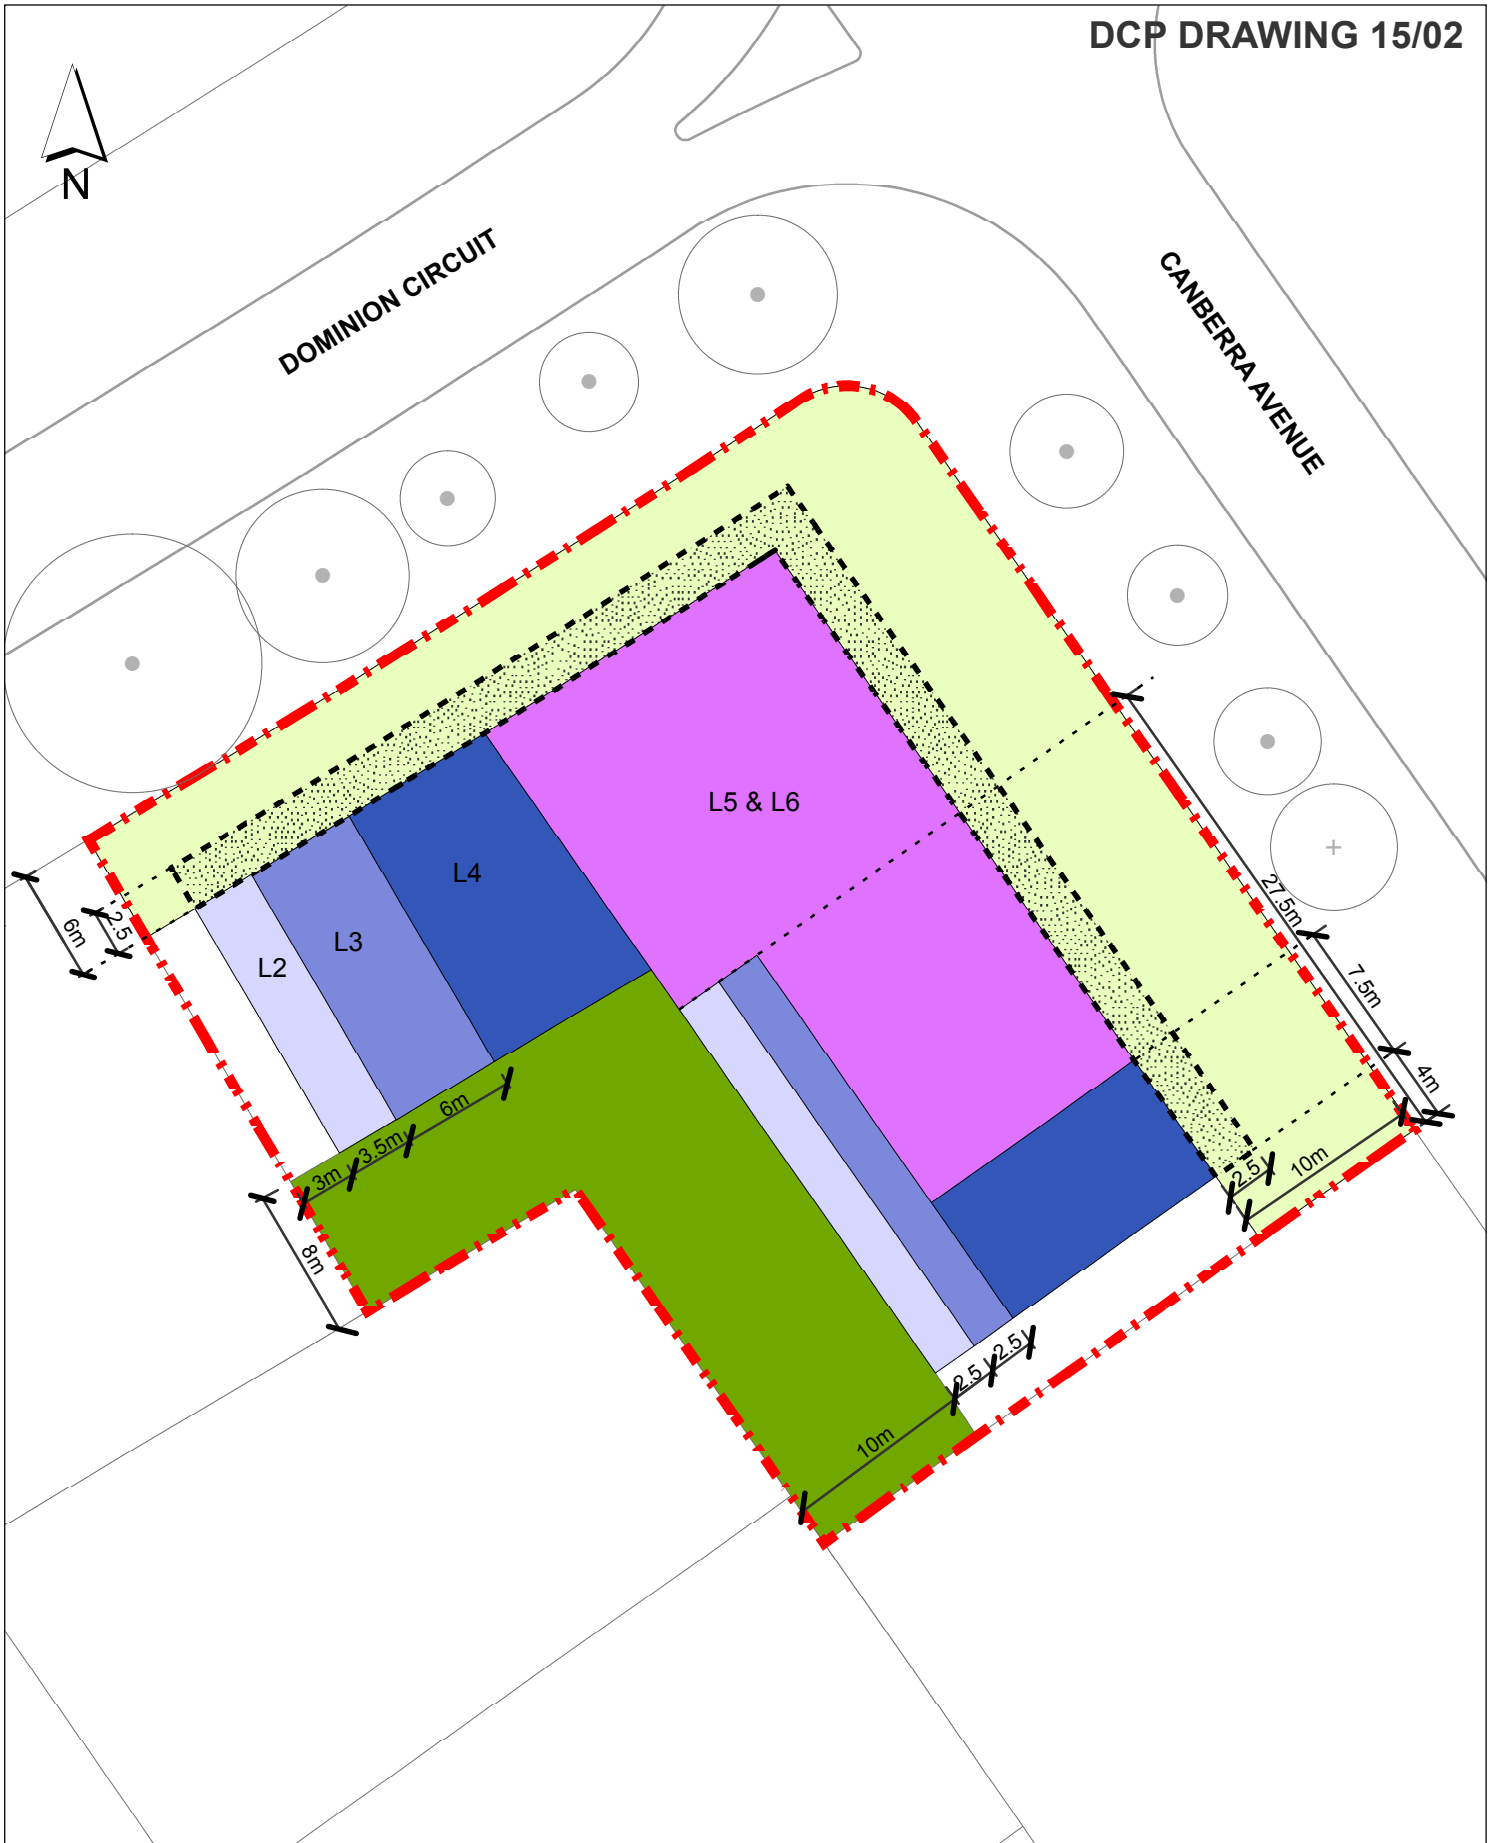 DCP DRAWING 15/02
N
DOMINION CIRCUIT
CANBERRA AVENUE
L5 & L6
L4
L3
L2
6m
2.5
27.5m
7.5m
4m
10m
2.5
6m
3.5m
3m
8m
2.5
2.5
10m